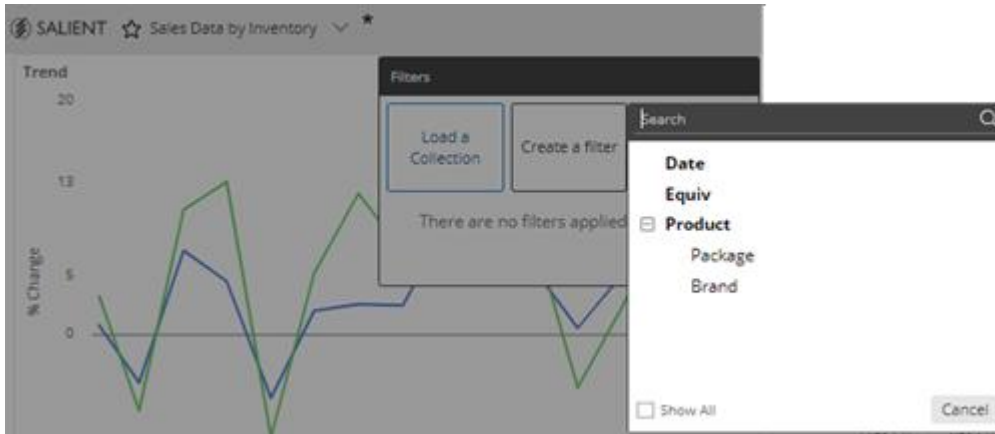 SALIENT Sales Data by Inventory *
Trend
20
13
5
0
% Change
Filters
Load a
Collection
Create a filter
There are no filters applied
Search
Date
Equiv
Product
Package
Brand
Show All
Cancel